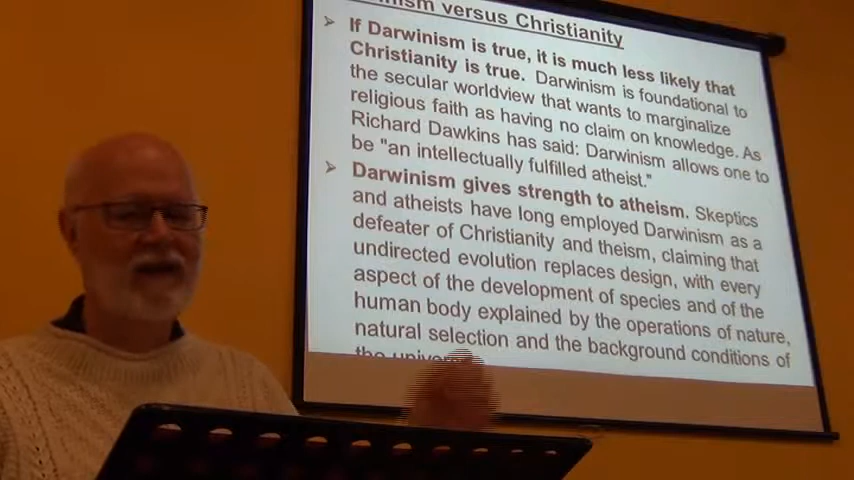 versus Christianity
➢ If Darwinism is true, it is much less likely that
Christianity is true. Darwinism is foundational to
the secular worldview that wants to marginalize
religious faith as having no claim on knowledge. As
Richard Dawkins has said: Darwinism allows one to
be "an intellectually fulfilled atheist."
➢ Darwinism gives strength to atheism. Skeptics
and atheists have long employed Darwinism as a
defeater of Christianity and theism, claiming that
undirected evolution replaces design, with every
aspect of the development of species and of the
human body explained by the operations of nature,
natural selection and the background conditions of